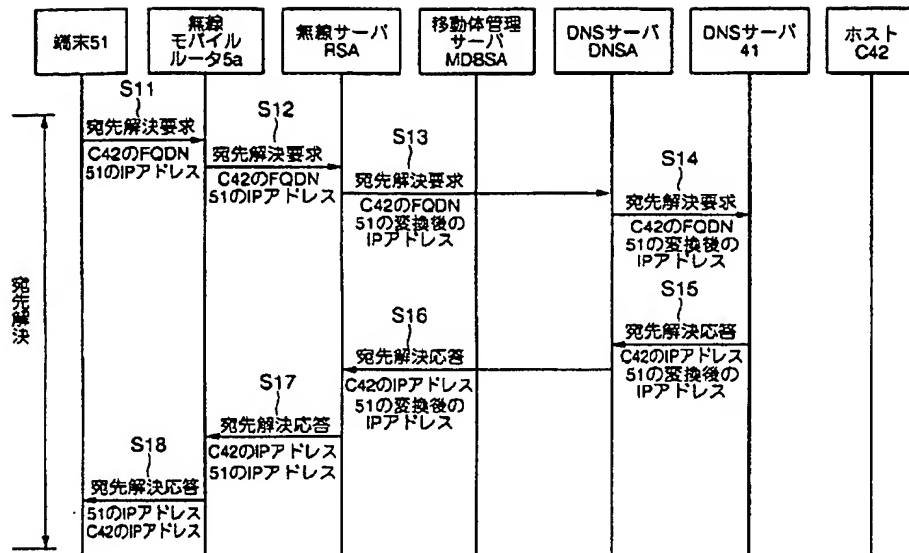 端末51
無線
モバイル
ルータ5a
無線サーバ
RSA
移動体管理
サーバ
MDBSA
DNSサーバ
DNSA
DNSサーバ
41
ホスト
C42
宛先解決
S11
宛先解決要求
C42のFQDN
51のIPアドレス
S12
宛先解決要求
C42のFQDN
51のIPアドレス
S13
宛先解決要求
C42のFQDN
51の変換後の
IPアドレス
S14
宛先解決要求
C42のFQDN
51の変換後の
IPアドレス
S15
宛先解決応答
C42のIPアドレス
51の変換後の
IPアドレス
S16
宛先解決応答
C42のIPアドレス
51の変換後の
IPアドレス
S17
宛先解決応答
C42のIPアドレス
51のIPアドレス
S18
宛先解決応答
51のIPアドレス
C42のIPアドレス